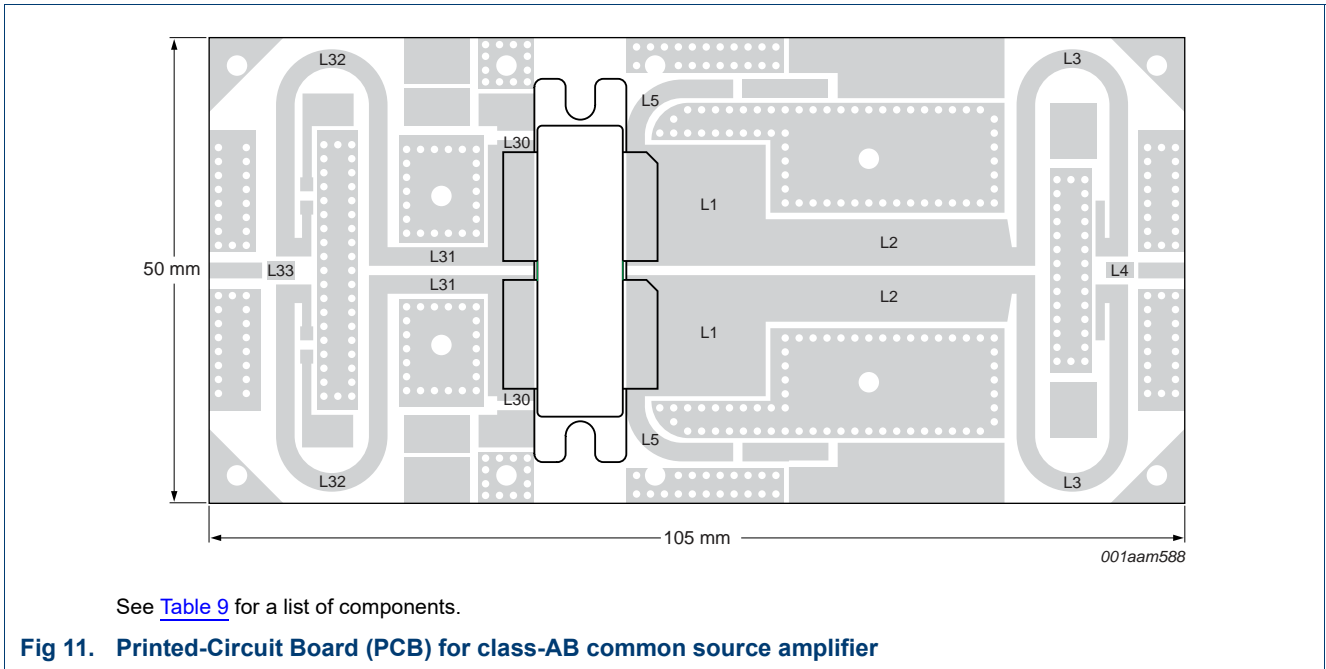 L32
L3
L5
L30
L1
L2
L31
50 mm
L33
L4
L31
L2
L1
L30
L5
L32
L3
105 mm
001aam588
See Table 9 for a list of components.
Fig 11. Printed-Circuit Board (PCB) for class-AB common source amplifier